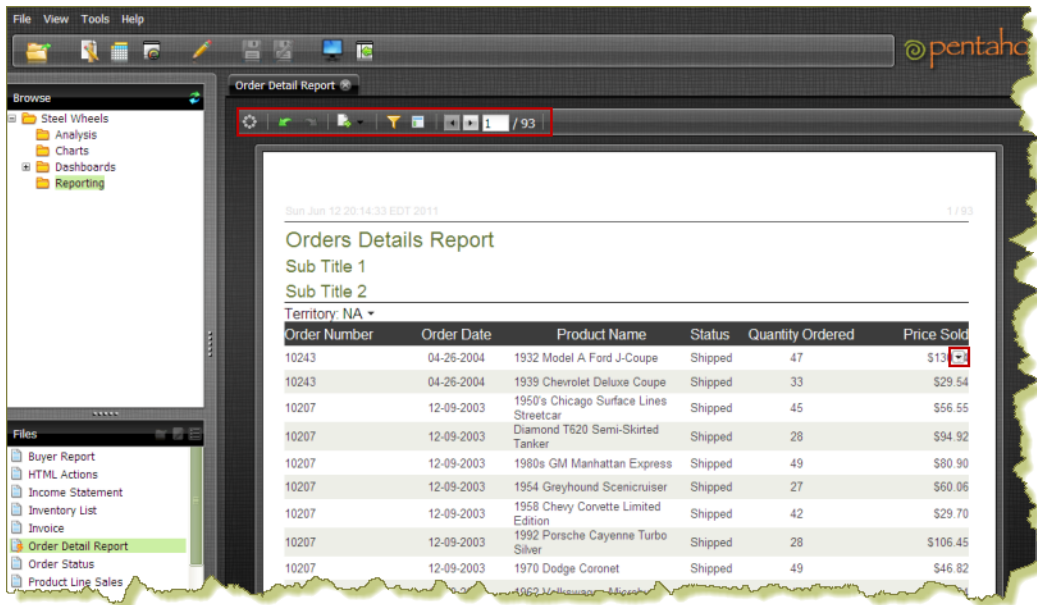 File View Tools Help
pentaho
Browse
Steel Wheels
Analysis
Charts
Dashboards
Reporting
Files
Buyer Report
HTML Actions
Income Statement
Inventory List
Invoice
Order Detail Report
Order Status
Product Line Sales
Order Detail Report
1 / 93
Sun Jun 12 20:14:33 EDT 2011 1 / 93
Orders Details Report
Sub Title 1
Sub Title 2
Territory: NA
Order Number Order Date Product Name Status Quantity Ordered Price Sold
10243 04-26-2004 1932 Model A Ford J-Coupe Shipped 47
10243 04-26-2004 1939 Chevrolet Deluxe Coupe Shipped 33 $29.54
10207 12-09-2003 1950's Chicago Surface Lines Streetcar Shipped 45 $56.55
10207 12-09-2003 Diamond T620 Semi-Skirted Tanker Shipped 28 $94.92
10207 12-09-2003 1980s GM Manhattan Express Shipped 49 $80.90
10207 12-09-2003 1954 Greyhound Scenicruiser Shipped 27 $60.06
10207 12-09-2003 1958 Chevy Corvette Limited Edition Shipped 42 $29.70
10207 12-09-2003 1992 Porsche Cayenne Turbo Silver Shipped 28 $106.45
10207 12-09-2003 1970 Dodge Coronet Shipped 49 $46.82